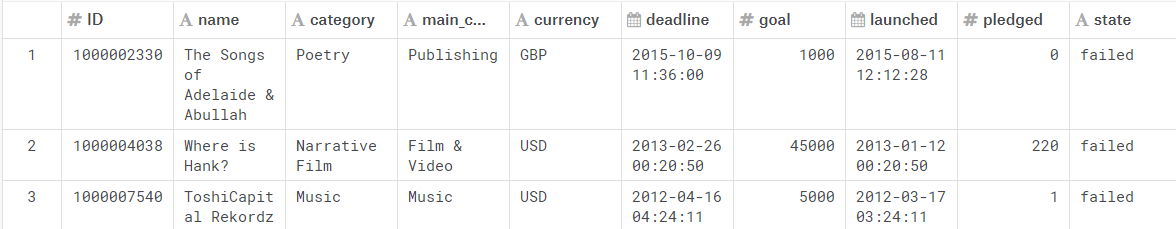 # ID A name A category A main_c... A currency deadline # goal launched # pledged A state
1 1000002330 The Songs Poetry Publishing GBP 2015-10-09 1000 2015-08-11 0 failed
of 11:36:00 12:12:28
Adelaide &
Abullah
2 1000004038 Where is Narrative Film & USD 2013-02-26 45000 2013-01-12 220 failed
Hank? Film Video 00:20:50 00:20:50
3 1000007540 ToshiCapit Music Music USD 2012-04-16 5000 2012-03-17 1 failed
al Rekordz 04:24:11 03:24:11